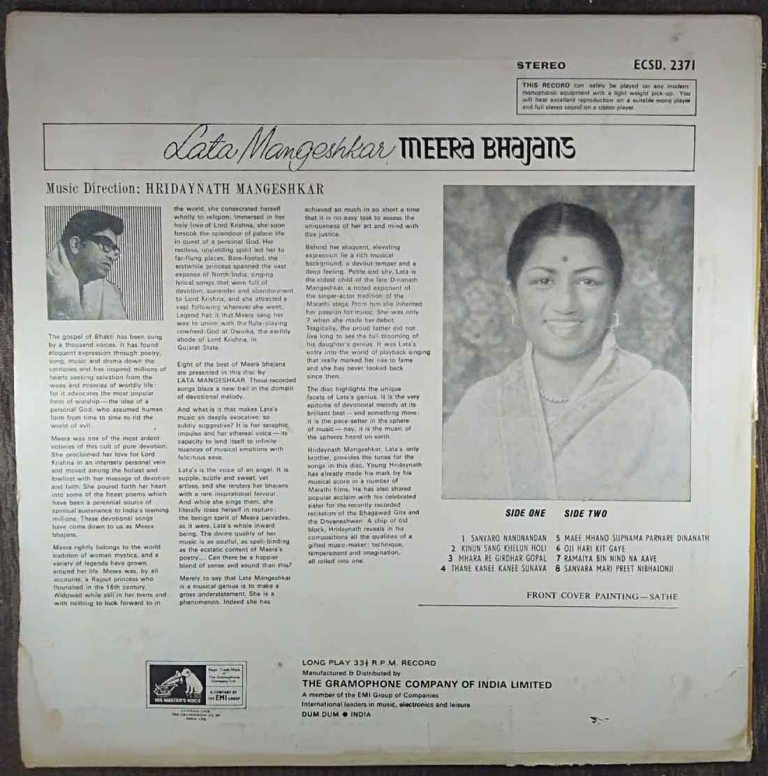 STEREO
ECSD. 2371
THIS RECORD can safely be played on any modern
monophonic equipment with a light weight pick-up. You
will hear excellent reproduction on a suitable mono player
and full stereo sound on a stereo player.
Lata Mangeshkar MEERA BHAJANS
Music Direction: HRIDAYNATH MANGESHKAR
The gospel of Bhakti has been sung
by a thousand voices. It has found
eloquent expression through poetry,
song, music and drama down the
centuries and has inspired millions of
hearts seeking salvation from the
woes and miseries of worldly life:
for it advocates the most popular
form of worship—the idea of a
personal God, who assumed human
form from time to time to rid the
world of evil.
Meera was one of the most ardent
votaries of this cult of pure devotion.
She proclaimed her love for Lord
Krishna in an intensely personal vein
and moved among the holiest and
lowliest with her message of devotion
and faith. She poured forth her heart
into some of the finest poems which
have been a perennial source of
spiritual sustenance to India's teeming
millions. These devotional songs
have come down to us as Meera
bhajans.
Meera rightly belongs to the world
tradition of women mystics, and a
variety of legends have grown
around her life. Meera was, by all
accounts, a Rajput princess who
flourished in the 16th century.
Widowed while still in her teens and
with nothing to look forward to in
the world, she consecrated herself
wholly to religion. Immersed in her
holy love of Lord Krishna, she soon
forsook the splendour of palace life
in quest of a personal God. Her
restless, unyielding spirit led her to
far-flung places. Bare-footed, the
erstwhile princess spanned the vast
expanse of North India, singing
lyrical songs that were full of
devotion, surrender and abandonment
to Lord Krishna, and she attracted a
vast following wherever she went.
Legend has it that Meera sang her
way to union with the flute-playing
cowherd-God at Dwarka, the earthly
abode of Lord Krishna, in
Gujarat State.
Eight of the best of Meera bhajans
are presented in this disc by
LATA MANGESHKAR. These recorded
songs blaze a new trail in the domain
of devotional melody.
And what is it that makes Lata's
music so deeply evocative, so
subtly suggestive? It is her seraphic
impulse and her ethereal voice—its
capacity to lend itself to infinite
nuances of musical emotions with
felicitous ease.
Lata's is the voice of an angel. It is
supple, subtle and sweet, yet
artless, and she renders her bhajans
with a rare inspirational fervour.
And while she sings them, she
literally loses herself in rapture:
the benign spirit of Meera pervades,
as it were, Lata's whole inward
being. The divine quality of her
music is as soulful, as spell-binding
as the ecstatic content of Meera's
poetry... Can there be a happier
blend of sense and sound than this?
Merely to say that Lata Mangeshkar
is a musical genius is to make a
gross understatement. She is a
phenomenon. Indeed she has
achieved so much in so short a time
that it is no easy task to assess the
uniqueness of her art and mind with
due justice.
Behind her eloquent, elevating
expression lie a rich musical
background, a devout temper and a
deep feeling. Petite and shy, Lata is
the eldest child of the late Dinanath
Mangeshkar, a noted exponent of
the singer-actor tradition of the
Marathi stage. From him she inherited
her passion for music. She was only
7 when she made her debut.
Tragically, the proud father did not
live long to see the full blooming of
his daughter's genius. It was Lata's
entry into the world of playback singing
that really marked her rise to fame
and she has never looked back
since then.
The disc highlights the unique
facets of Lata's genius. It is the very
epitome of devotional melody at its
brilliant best—and something more:
it is the pace-setter in the sphere
of music—nay, it is the music of
the spheres heard on earth.
Hridaynath Mangeshkar, Lata's only
brother, provides the tunes for the
songs in this disc. Young Hridaynath
has already made his mark by his
musical score in a number of
Marathi films. He has also shared
popular acclaim with his celebrated
sister for the recently recorded
recitation of the Bhagawad Gita and
the Dnyaneshwari. A chip of old
block, Hridaynath reveals in his
compositions all the qualities of a
gifted music-maker: technique,
temperament and imagination,
all rolled into one.
SIDE ONE SIDE TWO
1 SANVARO NANDNANDAN 5 MAEE MHANO SUPNAMA PARNARE DINANATH
2 KINUN SANG KHELUN HOLI 6 OJI HARI KIT GAYE
3 MHARA RE GIRDHAR GOPAL 7 RAMAIYA BIN NIND NA AAVE
4 THANE KANEE KANEE SUNAVA 8 SANVARA MARI PREET NIBHAJONJI
FRONT COVER PAINTING—SATHE
HIS MASTER'S VOICE
Regd. Trade Mark
of The Gramophone
Company Ltd.
A COMPANY OF
THE EMI GROUP
LONG PLAY 33⅓ R.P.M. RECORD
Manufactured & Distributed by
THE GRAMOPHONE COMPANY OF INDIA LIMITED
A member of the EMI Group of Companies
International leaders in music, electronics and leisure
DUM DUM ● INDIA